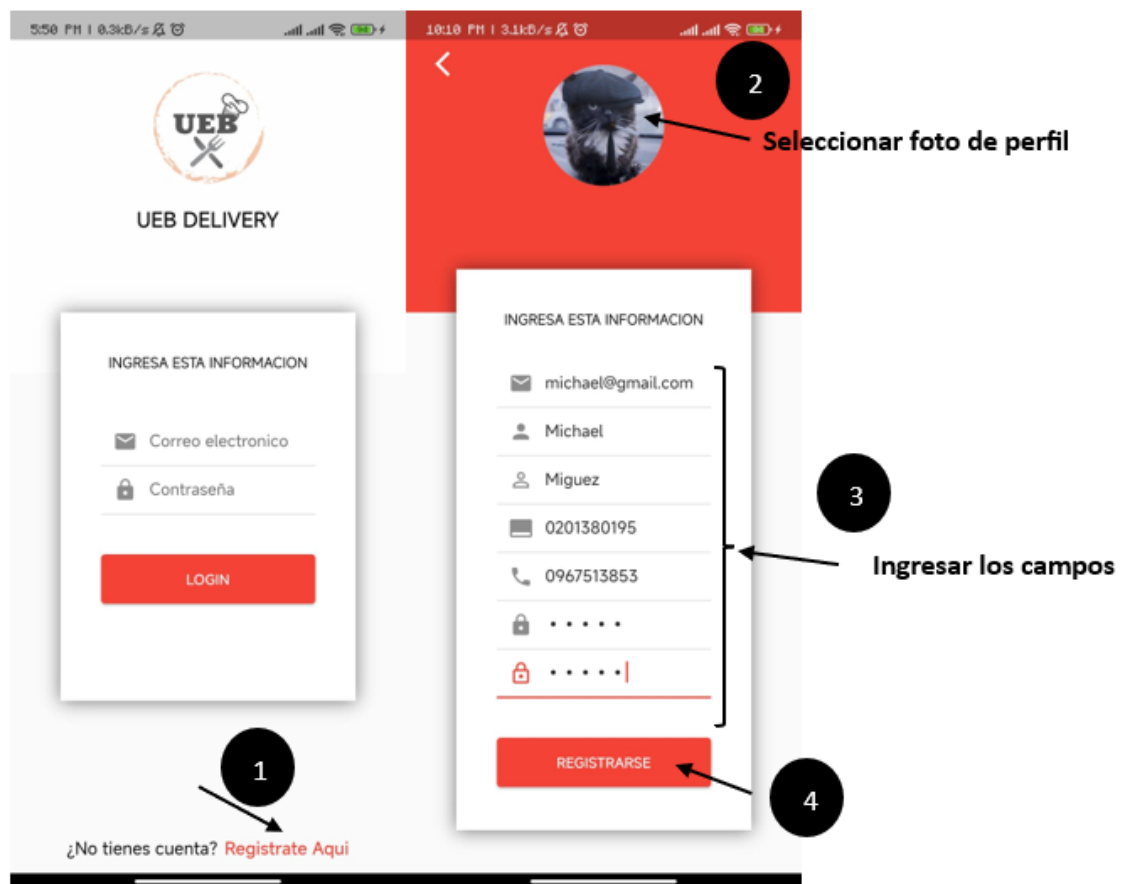 5:50 PM | 0.3kB/s
UEB
UEB DELIVERY
INGRESA ESTA INFORMACION
Correo electronico
Contraseña
LOGIN
1
¿No tienes cuenta? Registrate Aqui
10:10 PM | 3.1kB/s
2
Seleccionar foto de perfil
INGRESA ESTA INFORMACION
michael@gmail.com
Michael
Miguez
0201380195
0967513853
•••••
•••••
3
Ingresar los campos
REGISTRARSE
4